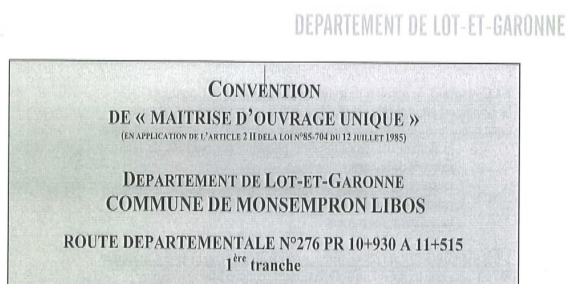 DEPARTEMENT DE LOT-ET-GARONNE
CONVENTION
DE « MAITRISE D'OUVRAGE UNIQUE »
(EN APPLICATION DE L'ARTICLE 2 II DELA LOI N°85-704 DU 12 JUILLET 1985)
DEPARTEMENT DE LOT-ET-GARONNE
COMMUNE DE MONSEMPRON LIBOS
ROUTE DEPARTEMENTALE N°276 PR 10+930 A 11+515
1ère tranche